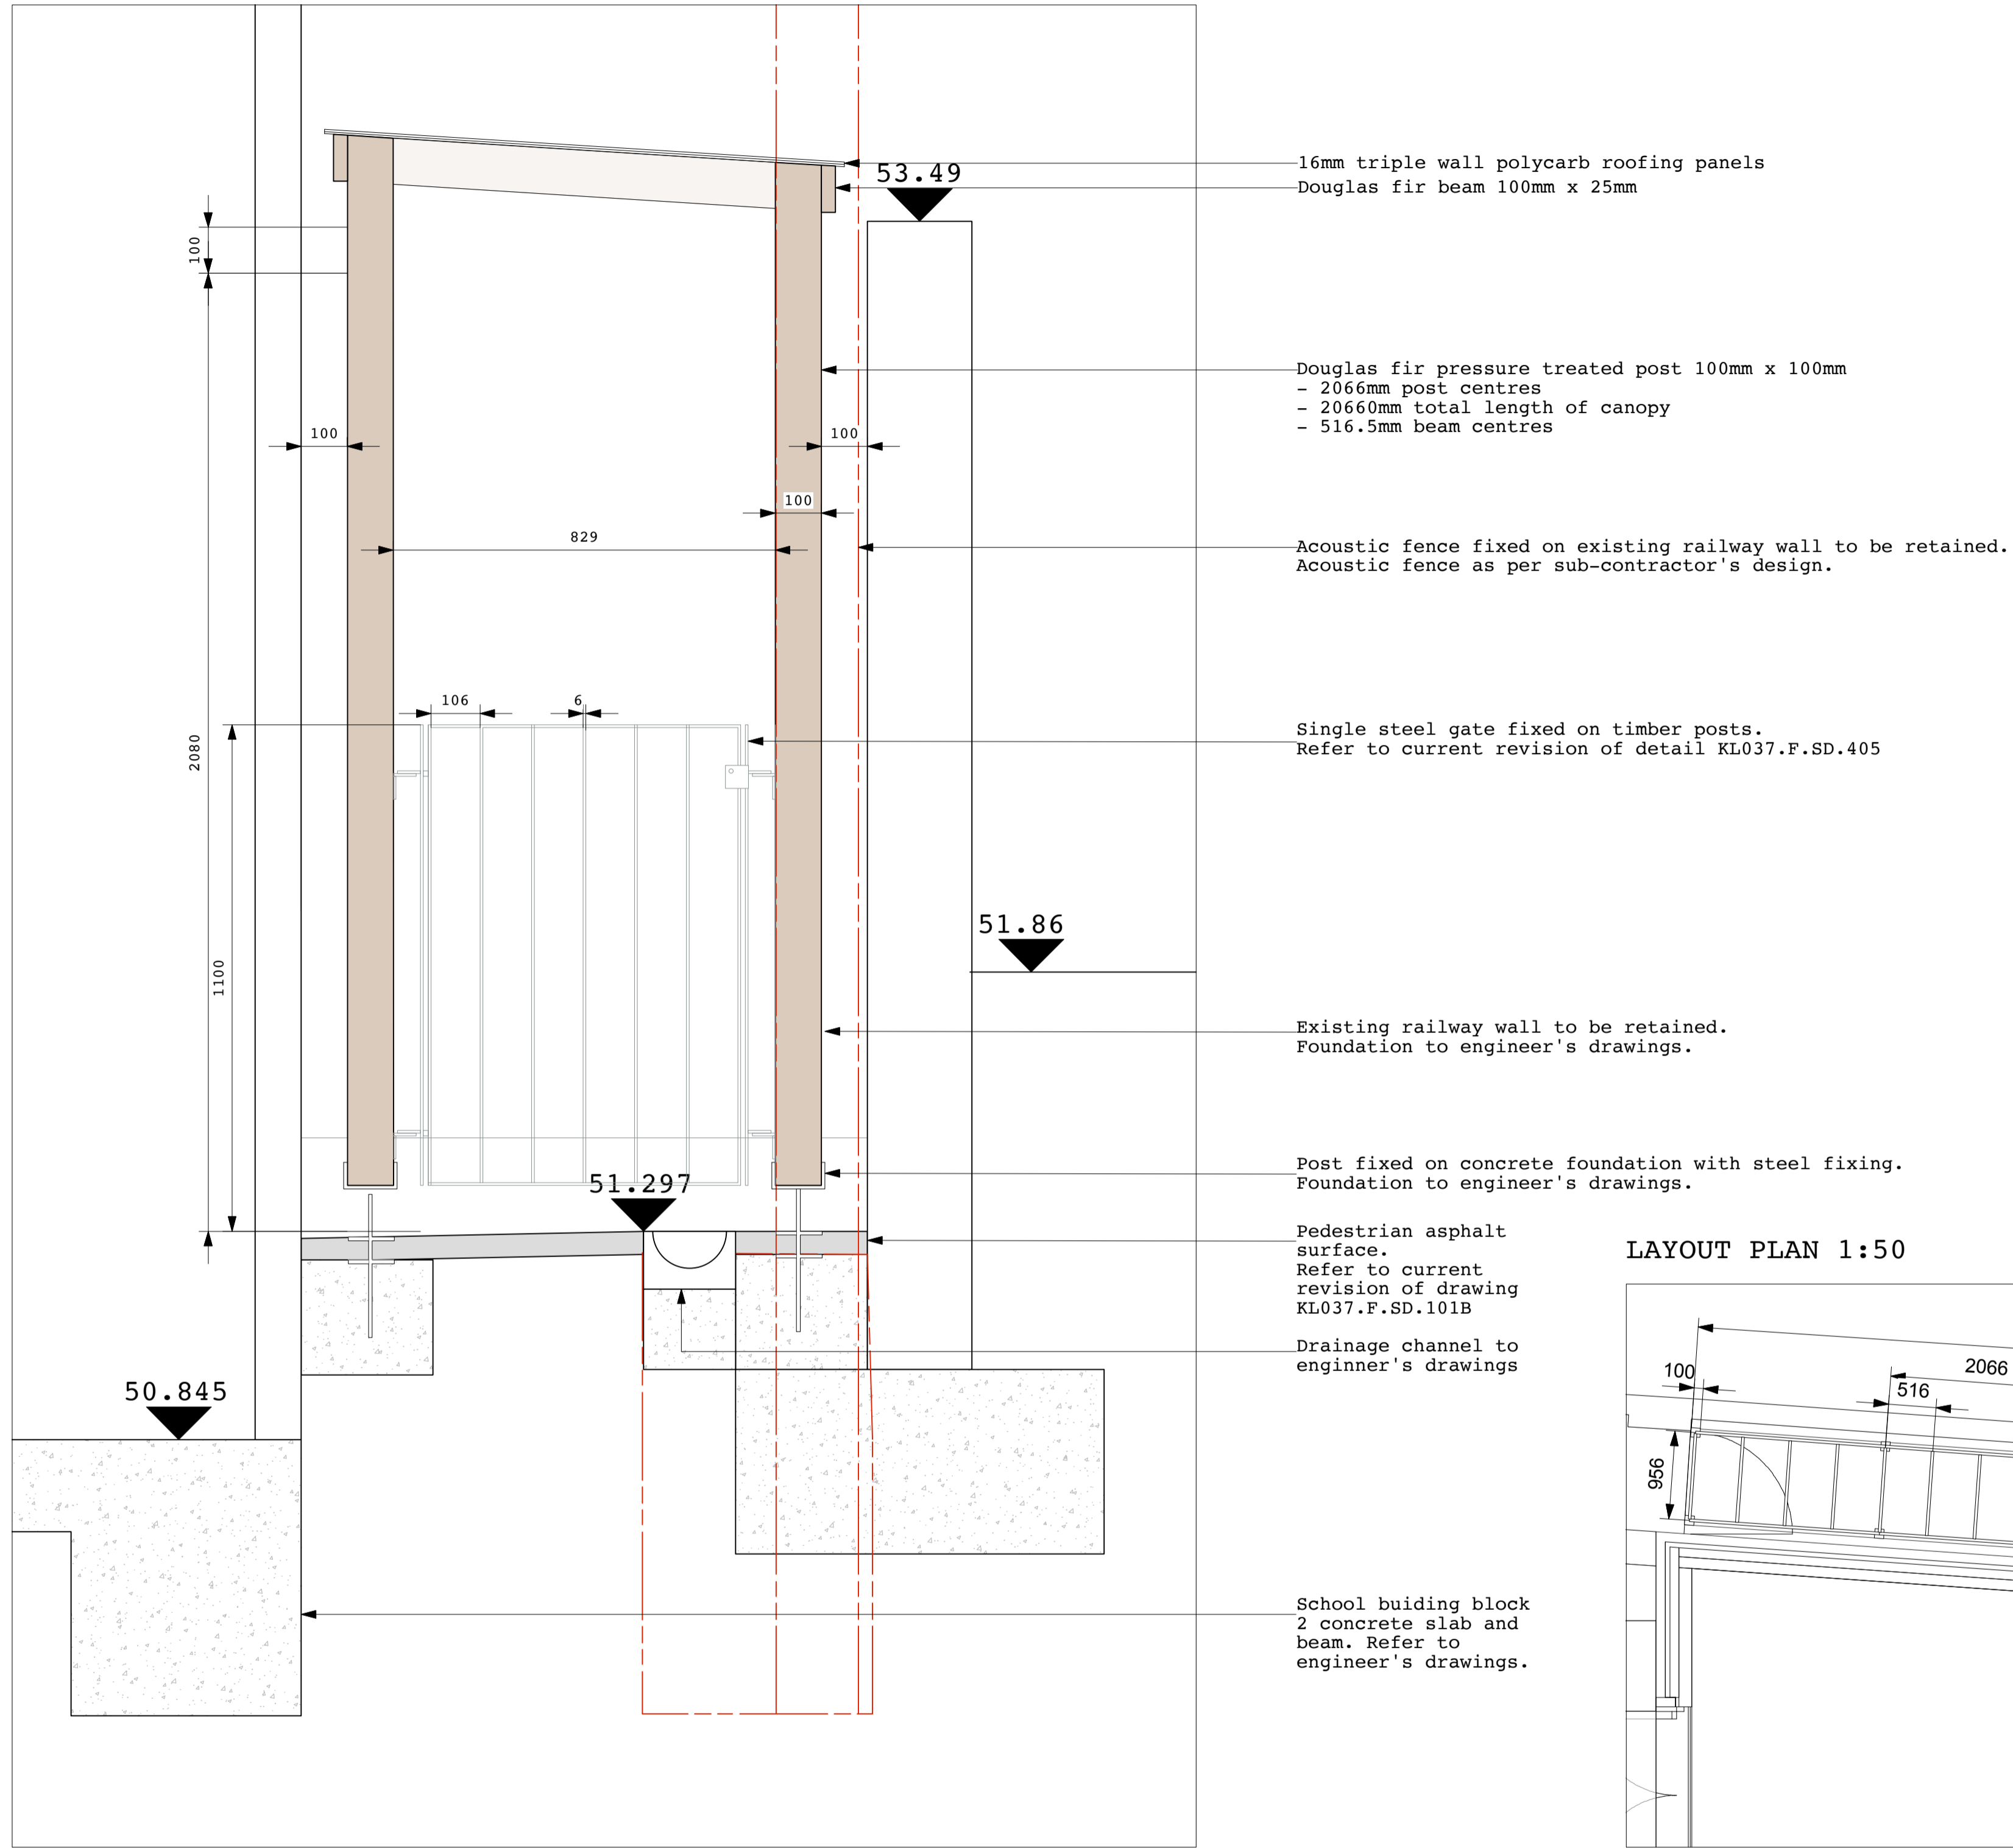 16mm triple wall polycarb roofing panels
53.49
Douglas fir beam 100mm x 25mm
100
Douglas fir pressure treated post 100mm x 100mm
- 2066mm post centres
- 20660mm total length of canopy
- 516.5mm beam centres
100
100
100
829
Acoustic fence fixed on existing railway wall to be retained.
Acoustic fence as per sub-contractor's design.
106
6
2080
Single steel gate fixed on timber posts.
Refer to current revision of detail KL037.F.SD.405
51.86
1100
Existing railway wall to be retained.
Foundation to engineer's drawings.
Post fixed on concrete foundation with steel fixing.
Foundation to engineer's drawings.
51.297
Pedestrian asphalt
surface.
Refer to current
revision of drawing
KL037.F.SD.101B
Drainage channel to
enginner's drawings
50.845
School buiding block
2 concrete slab and
beam. Refer to
engineer's drawings.
LAYOUT PLAN 1:50
2066
100
516
956